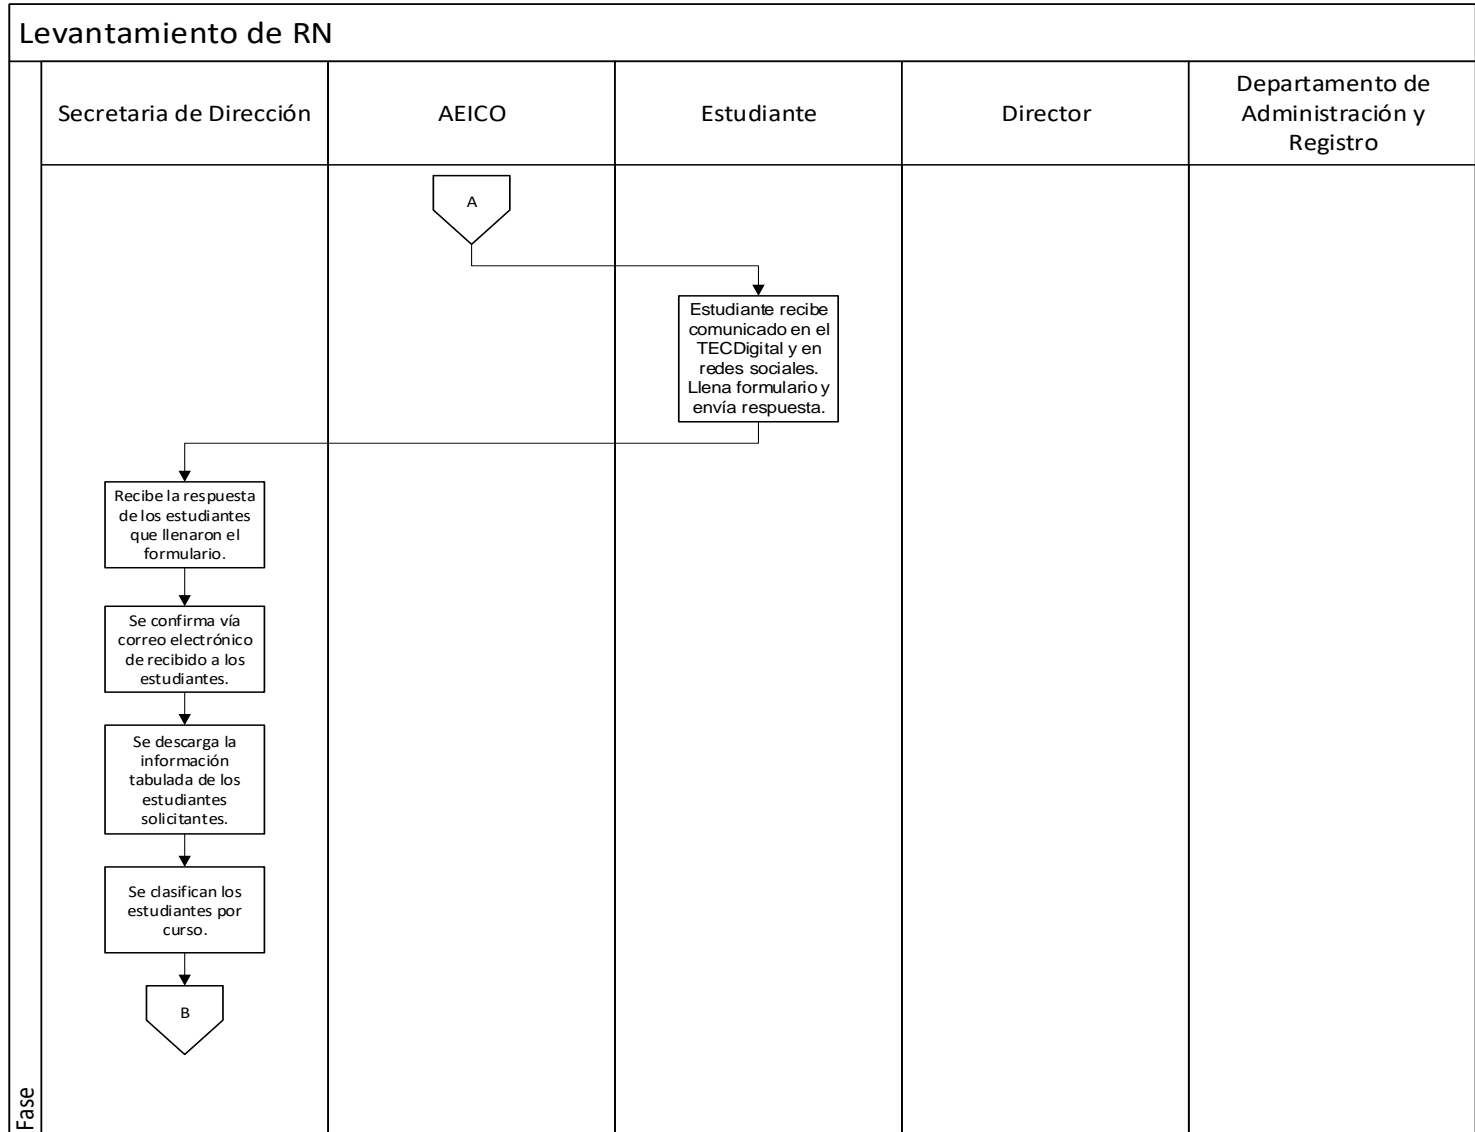 Levantamiento de RN
Secretaria de Dirección
AEICO
Estudiante
Director
Departamento de
Administración y
Registro
A
Estudiante recibe
comunicado en el
TECDigital y en
redes sociales.
Llena formulario y
envía respuesta.
Recibe la respuesta
de los estudiantes
que llenaron el
formulario.
Se confirma vía
correo electrónico
de recibido a los
estudiantes.
Se descarga la
información
tabulada de los
estudiantes
solicitantes.
Se clasifican los
estudiantes por
curso.
B
Fase